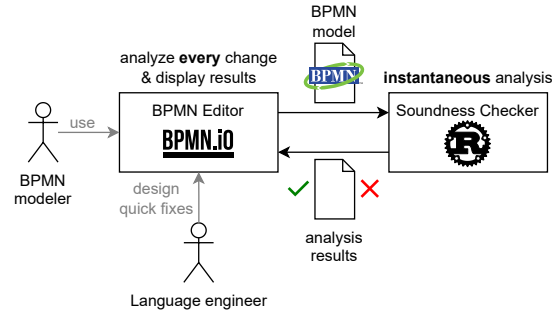 BPMN
model
analyze every change
& display results
BPMN
instantaneous analysis
BPMN Editor
BPMN.iO
Soundness Checker
R
use
BPMN
modeler
design
quick fixes
analysis
results
Language engineer